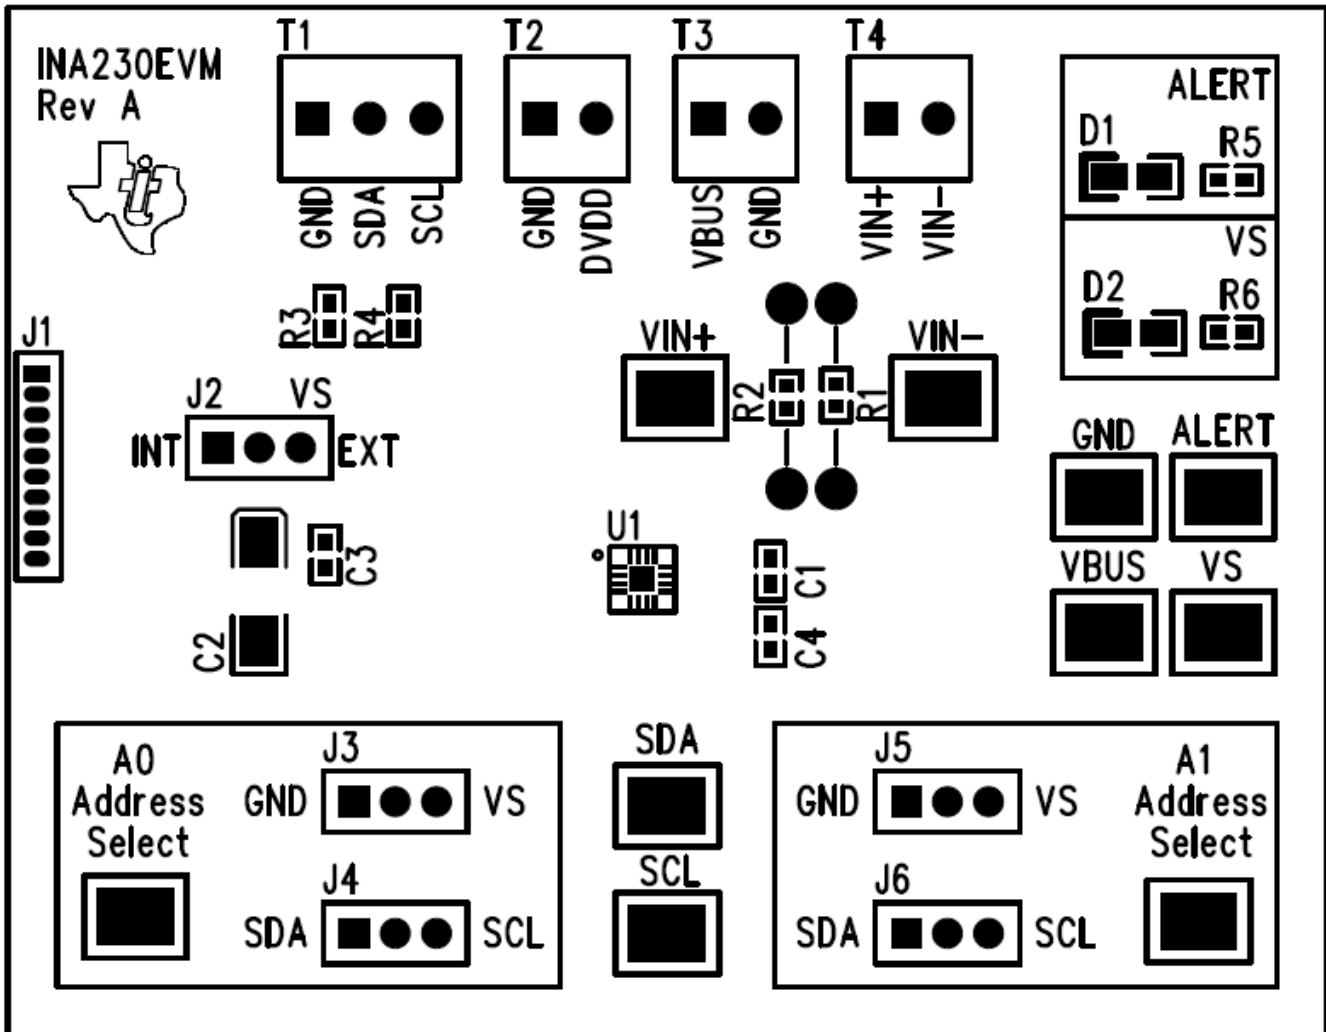 INA230EVM
Rev A
T1
T2
T3
T4
GND
SDA
SCL
GND
DVDD
VBUS
GND
VIN+
VIN-
ALERT
D1
R5
VS
D2
R6
R3
R4
J1
J2
VS
INT
EXT
VIN+
R2
R1
VIN-
GND
ALERT
VBUS
VS
U1
C3
C2
C1
C4
A0
Address
Select
J3
GND
VS
J4
SDA
SCL
SDA
SCL
J5
GND
VS
J6
SDA
SCL
A1
Address
Select